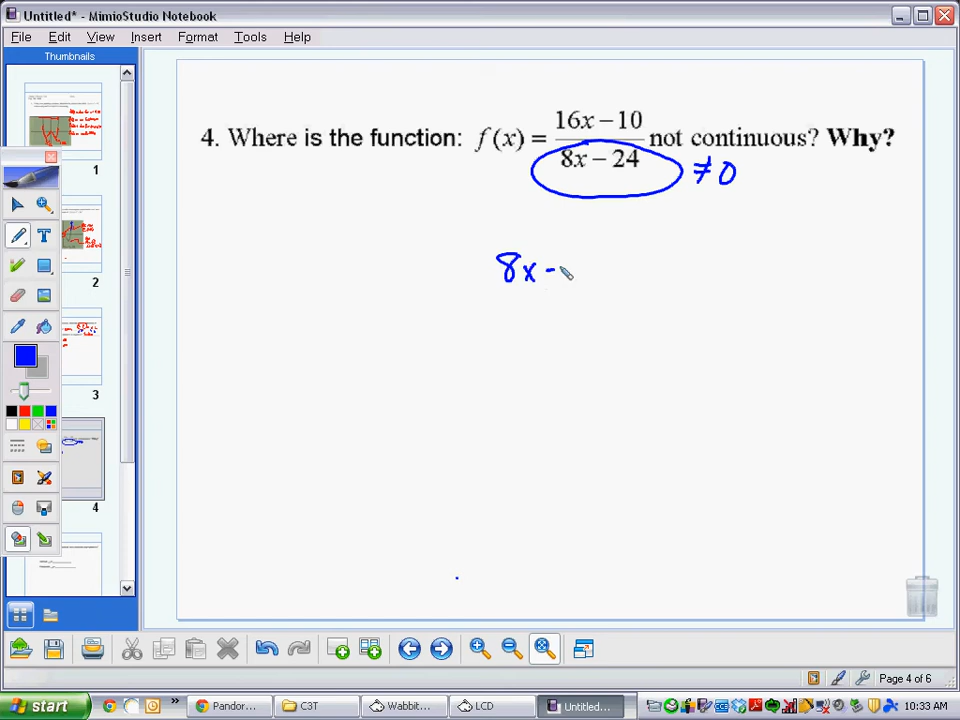 Untitled* - MimioStudio Notebook
File Edit View Insert Format Tools Help
Thumbnails
1
2
3
4
4. Where is the function: f(x) = \frac{16x - 10}{8x - 24} not continuous? Why?
≠0
8x -
Page 4 of 6
start
Pandor...
C3T
Wabbit...
LCD
Untitled...
10:33 AM